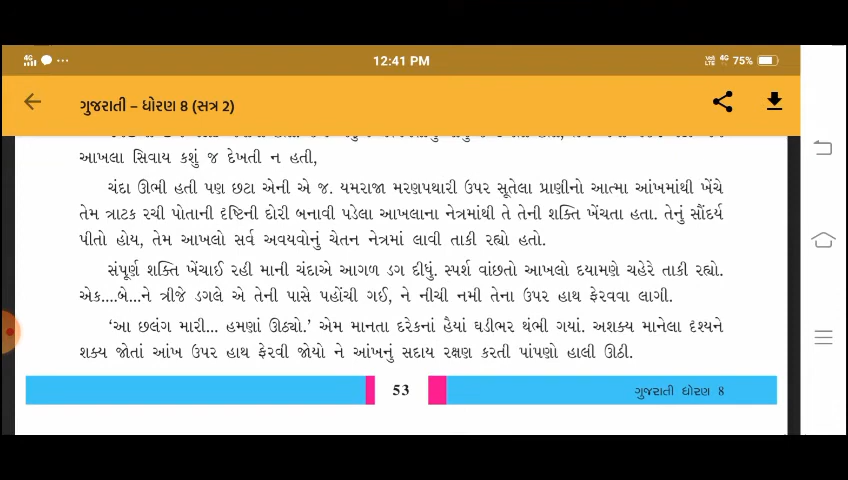 4G ... 12:41 PM VoLTE 4G 75%
ગુજરાતી – ધોરણ 8 (સત્ર 2)
આખલા સિવાય કશું જ દેખતી ન હતી,
ચંદા ઊભી હતી પણ છટા એની એ જ. યમરાજા મરણપથારી ઉપર સૂતેલા પ્રાણીનો આત્મા આંખમાંથી ખેંચે
તેમ ત્રાટક રચી પોતાની દૃષ્ટિની દોરી બનાવી પડેલા આખલાના નેત્રમાંથી તે તેની શક્તિ ખેંચતા હતા. તેનું સૌંદર્ય
પીતો હોય, તેમ આખલો સર્વ અવયવોનું ચેતન નેત્રમાં લાવી તાકી રહ્યો હતો.
સંપૂર્ણ શક્તિ ખેંચાઈ રહી માની ચંદાએ આગળ ડગ દીધું. સ્પર્શ વાંછતો આખલો દયામણે ચહેરે તાકી રહ્યો.
એક....બે...ને ત્રીજે ડગલે એ તેની પાસે પહોંચી ગઈ, ને નીચી નમી તેના ઉપર હાથ ફેરવવા લાગી.
‘આ છલંગ મારી... હમણાં ઊઠ્યો.’ એમ માનતા દરેકનાં હૈયાં ઘડીભર થંભી ગયાં. અશક્ય માનેલા દૃશ્યને
શક્ય જોતાં આંખ ઉપર હાથ ફેરવી જોયો ને આંખનું સદાય રક્ષણ કરતી પાંપણો હાલી ઊઠી.
53 ગુજરાતી ધોરણ 8